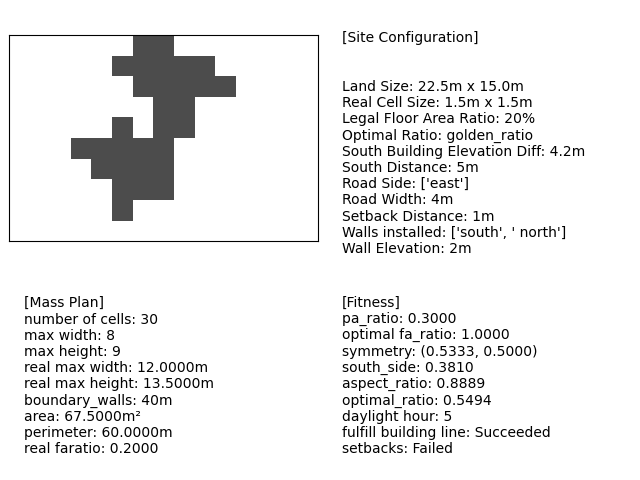 [Site Configuration]
Land Size: 22.5m x 15.0m
Real Cell Size: 1.5m x 1.5m
Legal Floor Area Ratio: 20%
Optimal Ratio: golden_ratio
South Building Elevation Diff: 4.2m
South Distance: 5m
Road Side: ['east']
Road Width: 4m
Setback Distance: 1m
Walls installed: ['south', ' north']
Wall Elevation: 2m
[Mass Plan]
number of cells: 30
max width: 8
max height: 9
real max width: 12.0000m
real max height: 13.5000m
boundary_walls: 40m
area: 67.5000m²
perimeter: 60.0000m
real faratio: 0.2000
[Fitness]
pa_ratio: 0.3000
optimal fa_ratio: 1.0000
symmetry: (0.5333, 0.5000)
south_side: 0.3810
aspect_ratio: 0.8889
optimal_ratio: 0.5494
daylight hour: 5
fulfill building line: Succeeded
setbacks: Failed